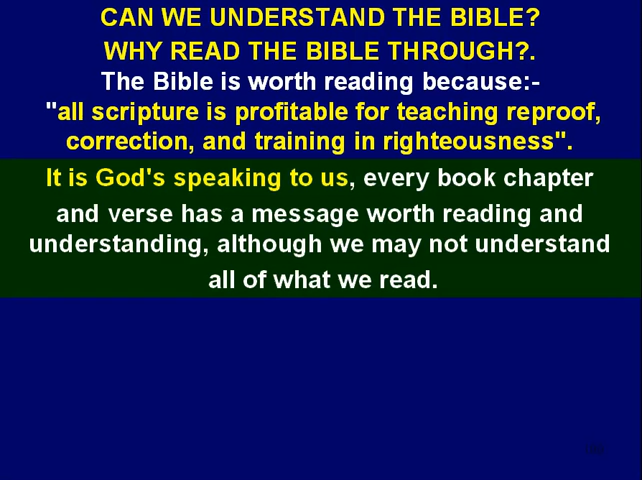 CAN WE UNDERSTAND THE BIBLE?
WHY READ THE BIBLE THROUGH?.
The Bible is worth reading because:-
"all scripture is profitable for teaching reproof,
correction, and training in righteousness".
It is God's speaking to us, every book chapter
and verse has a message worth reading and
understanding, although we may not understand
all of what we read.